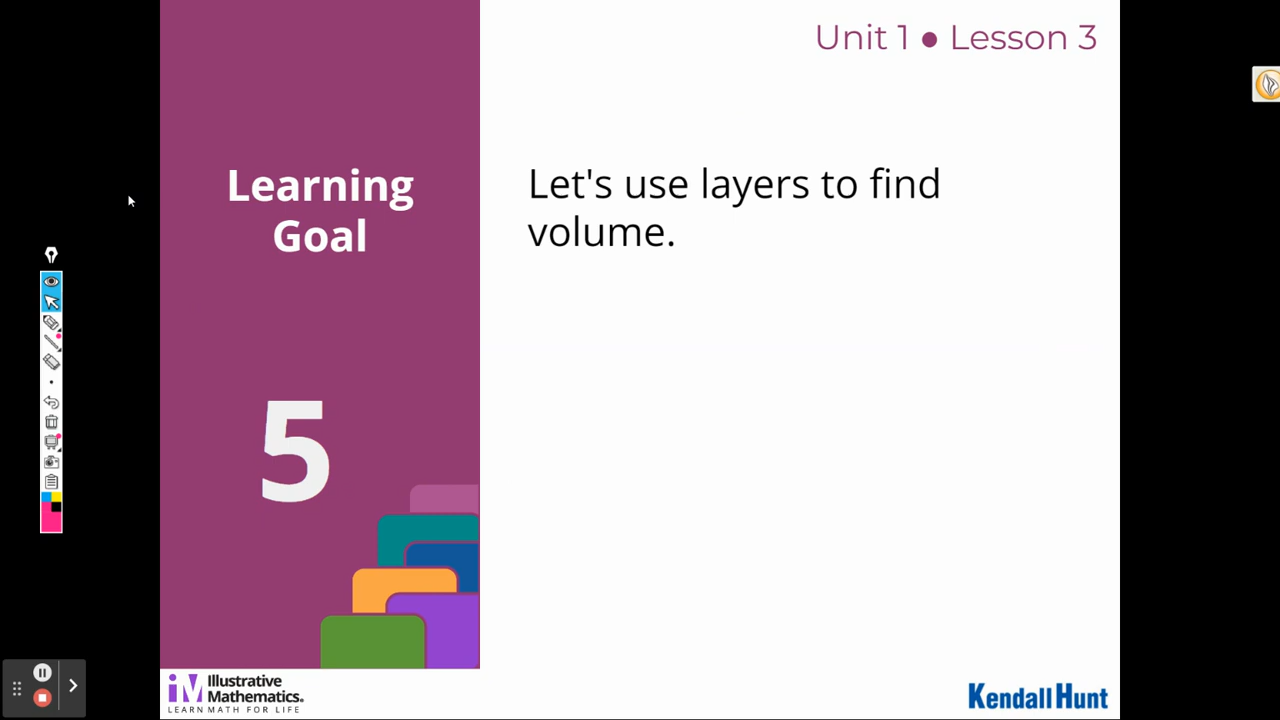 Unit 1 ● Lesson 3
Learning
Goal
Let's use layers to find
volume.
5
Illustrative
Mathematics.
LEARN MATH FOR LIFE
Kendall Hunt